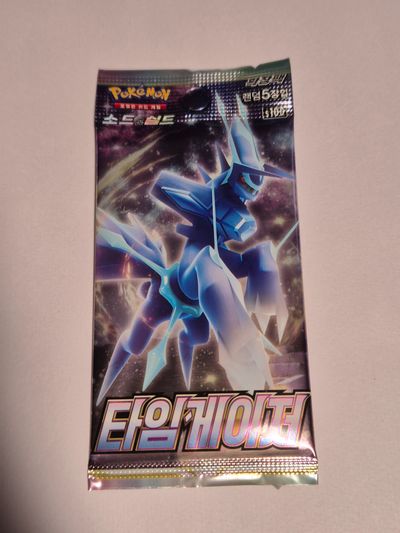 확장팩
Pokémon
포켓몬 카드 게임
랜덤5장입
소드&실드
s10D
타임게이저